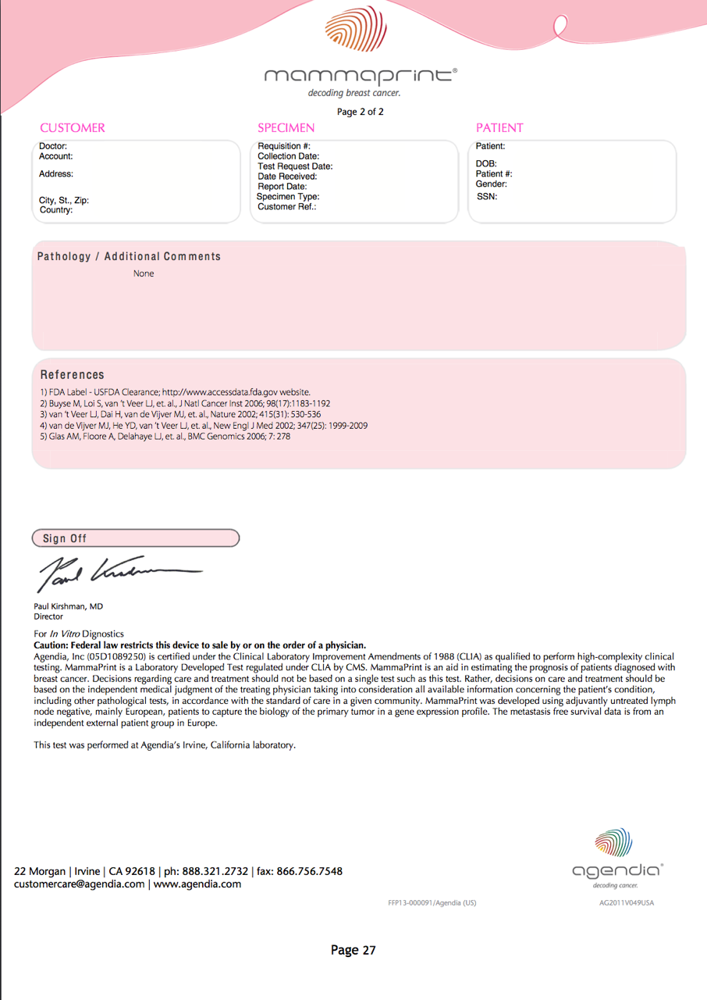 mammaprint®
decoding breast cancer.
Page 2 of 2
CUSTOMER
Doctor:
Account:
Address:
City, St., Zip:
Country:
SPECIMEN
Requisition #:
Collection Date:
Test Request Date:
Date Received:
Report Date:
Specimen Type:
Customer Ref.:
PATIENT
Patient:
DOB:
Patient #:
Gender:
SSN:
Pathology / Additional Comments
None
References
1) FDA Label - USFDA Clearance; http://www.accessdata.fda.gov website.
2) Buyse M, Loi S, van 't Veer LJ, et. al., J Natl Cancer Inst 2006; 98(17):1183-1192
3) van 't Veer LJ, Dai H, van de Vijver MJ, et. al., Nature 2002; 415(31): 530-536
4) van de Vijver MJ, He YD, van 't Veer LJ, et. al., New Engl J Med 2002; 347(25): 1999-2009
5) Glas AM, Floore A, Delahaye LJ, et. al., BMC Genomics 2006; 7: 278
Sign Off
Paul Kirshman
Paul Kirshman, MD
Director
For In Vitro Dignostics
Caution: Federal law restricts this device to sale by or on the order of a physician.
Agendia, Inc (05D1089250) is certified under the Clinical Laboratory Improvement Amendments of 1988 (CLIA) as qualified to perform high-complexity clinical
testing. MammaPrint is a Laboratory Developed Test regulated under CLIA by CMS. MammaPrint is an aid in estimating the prognosis of patients diagnosed with
breast cancer. Decisions regarding care and treatment should not be based on a single test such as this test. Rather, decisions on care and treatment should be
based on the independent medical judgment of the treating physician taking into consideration all available information concerning the patient's condition,
including other pathological tests, in accordance with the standard of care in a given community. MammaPrint was developed using adjuvantly untreated lymph
node negative, mainly European, patients to capture the biology of the primary tumor in a gene expression profile. The metastasis free survival data is from an
independent external patient group in Europe.
This test was performed at Agendia's Irvine, California laboratory.
22 Morgan | Irvine | CA 92618 | ph: 888.321.2732 | fax: 866.756.7548
customercare@agendia.com | www.agendia.com
agendia®
decoding cancer.
FFP13-000091/Agendia (US)
AG2011V049USA
Page 27